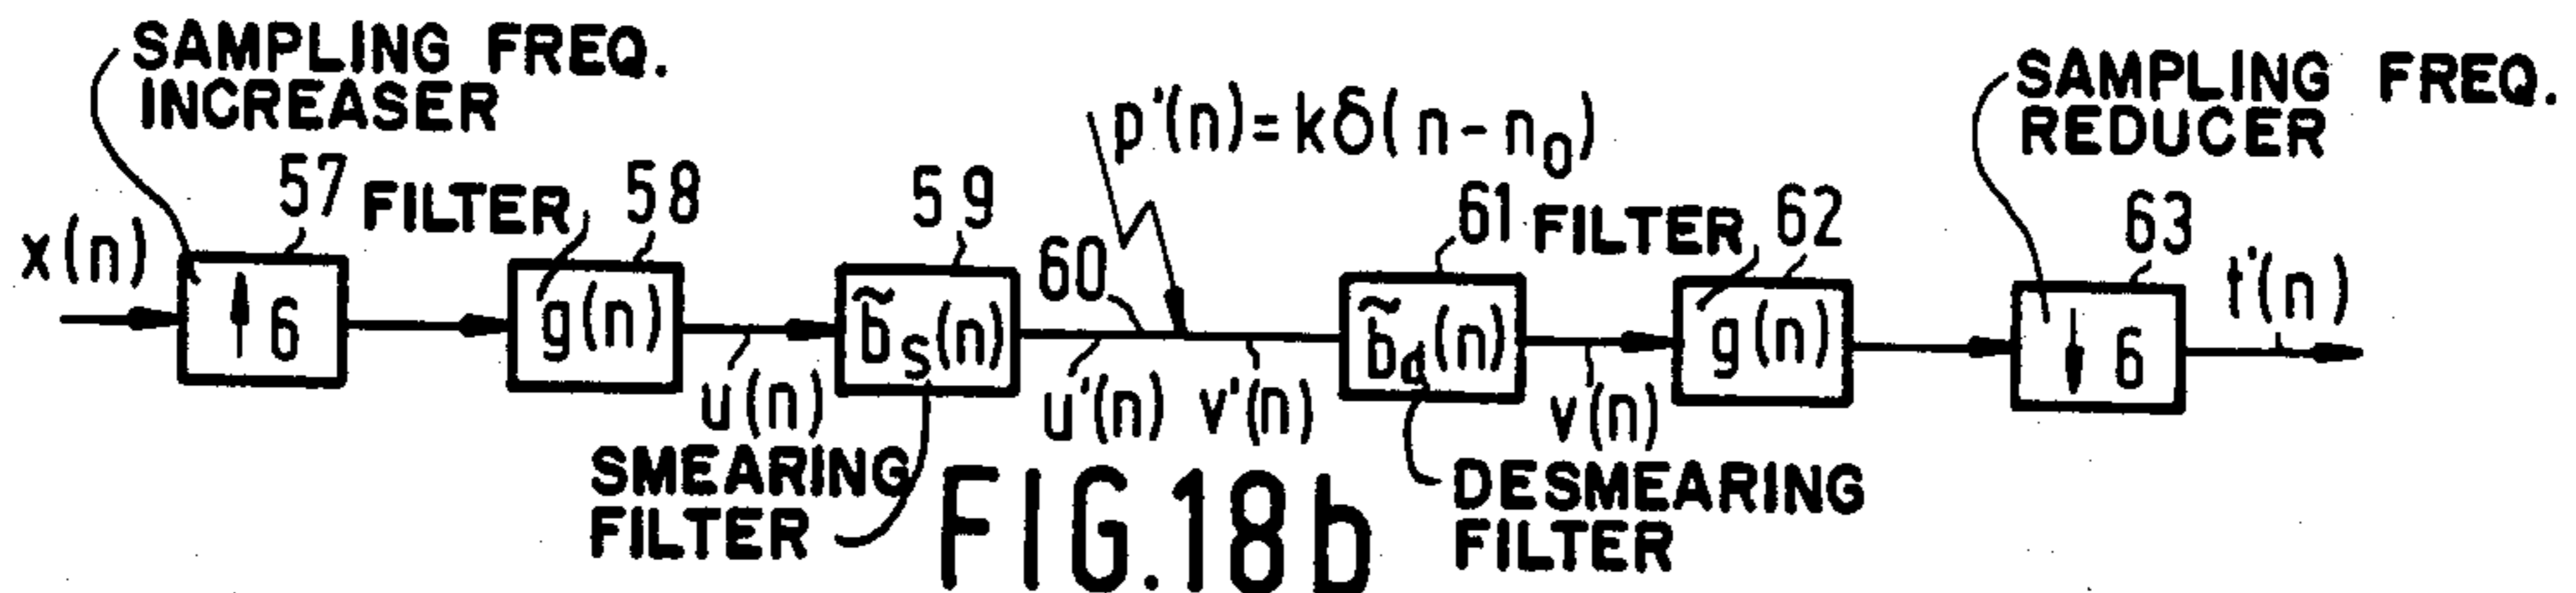 SAMPLING FREQ.
INCREASER
p'(n)=kδ(n-n₀)
SAMPLING FREQ.
REDUCER
x(n)
57
FILTER
58
59
60
61
FILTER
62
63
t'(n)
↑6
g(n)
b̃ₛ(n)
b̃_d(n)
g(n)
↓6
u(n)
u'(n)
v'(n)
v(n)
SMEARING
FILTER
DESMEARING
FILTER
FIG.18b